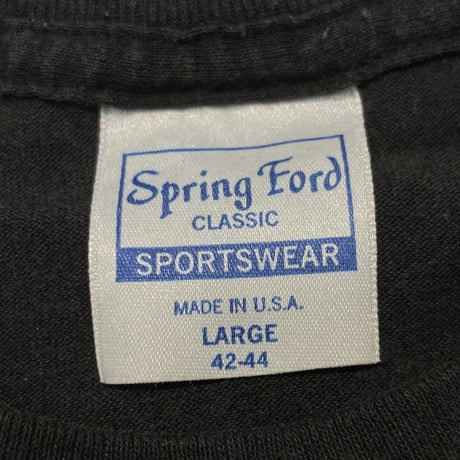 Spring Ford
CLASSIC
SPORTSWEAR
MADE IN U.S.A.
LARGE
42-44